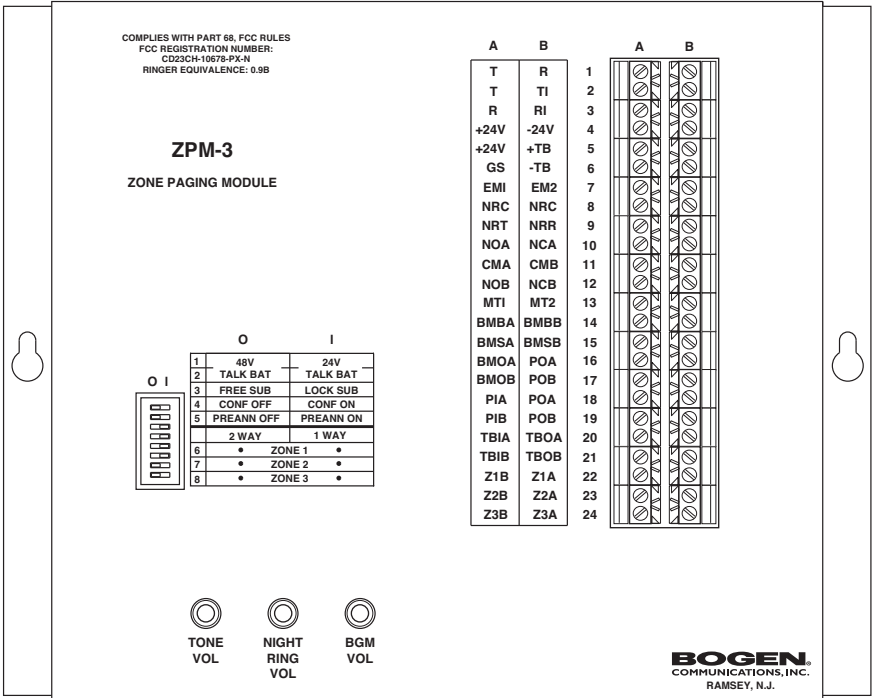 COMPLIES WITH PART 68, FCC RULES
FCC REGISTRATION NUMBER:
CD23CH-10678-PX-N
RINGER EQUIVALENCE: 0.9B
ZPM-3
ZONE PAGING MODULE
A B A B
T R 1
T TI 2
R RI 3
+24V -24V 4
+24V +TB 5
GS -TB 6
EMI EM2 7
NRC NRC 8
NRT NRR 9
NOA NCA 10
CMA CMB 11
NOB NCB 12
MTI MT2 13
BMBA BMBB 14
BMSA BMSB 15
BMOA POA 16
BMOB POB 17
PIA POA 18
PIB POB 19
TBIA TBOA 20
TBIB TBOB 21
Z1B Z1A 22
Z2B Z2A 23
Z3B Z3A 24
O I
O I
1 48V 24V
2 TALK BAT TALK BAT
3 FREE SUB LOCK SUB
4 CONF OFF CONF ON
5 PREANN OFF PREANN ON
2 WAY 1 WAY
6 • ZONE 1 •
7 • ZONE 2 •
8 • ZONE 3 •
TONE VOL
NIGHT RING VOL
BGM VOL
BOGEN®
COMMUNICATIONS, INC.
RAMSEY, N.J.